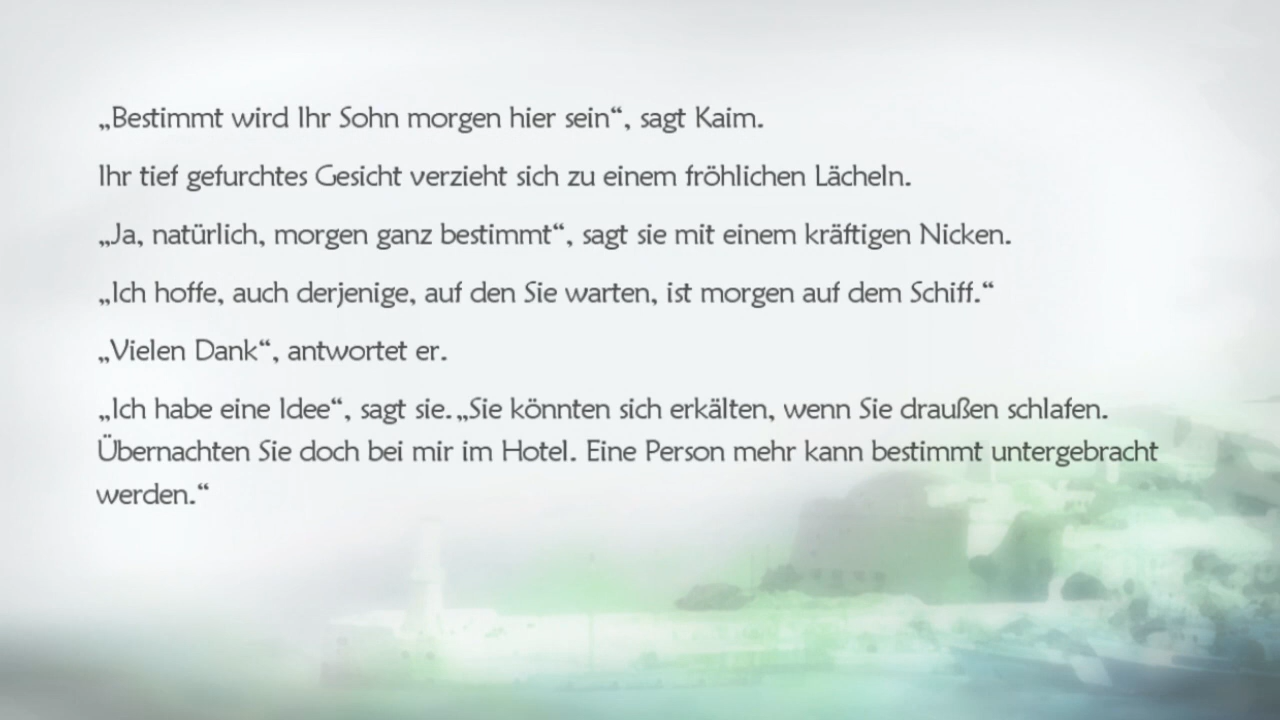 „Bestimmt wird Ihr Sohn morgen hier sein“, sagt Kaim.
Ihr tief gefurchtes Gesicht verzieht sich zu einem fröhlichen Lächeln.
„Ja, natürlich, morgen ganz bestimmt“, sagt sie mit einem kräftigen Nicken.
„Ich hoffe, auch derjenige, auf den Sie warten, ist morgen auf dem Schiff.“
„Vielen Dank“, antwortet er.
„Ich habe eine Idee“, sagt sie. „Sie könnten sich erkälten, wenn Sie draußen schlafen.
Übernachten Sie doch bei mir im Hotel. Eine Person mehr kann bestimmt untergebracht
werden.“